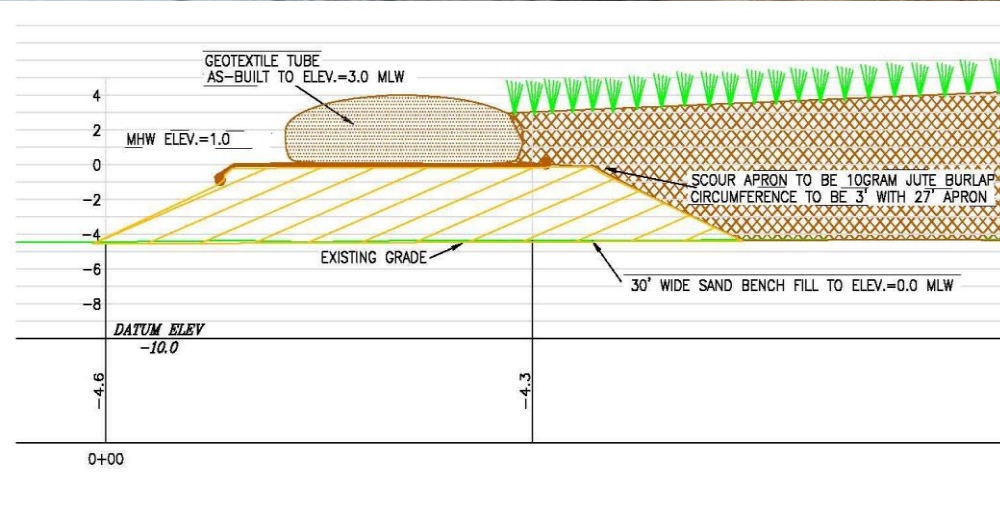 GEOTEXTILE TUBE
AS-BUILT TO ELEV.=3.0 MLW
4
2
MHW ELEV.=1.0
0
SCOUR APRON TO BE 10GRAM JUTE BURLAP
-2
CIRCUMFERENCE TO BE 3' WITH 27' APRON
-4
EXISTING GRADE
-6
30' WIDE SAND BENCH FILL TO ELEV.=0.0 MLW
-8
DATUM ELEV
-10.0
-4.6
-4.3
0+00